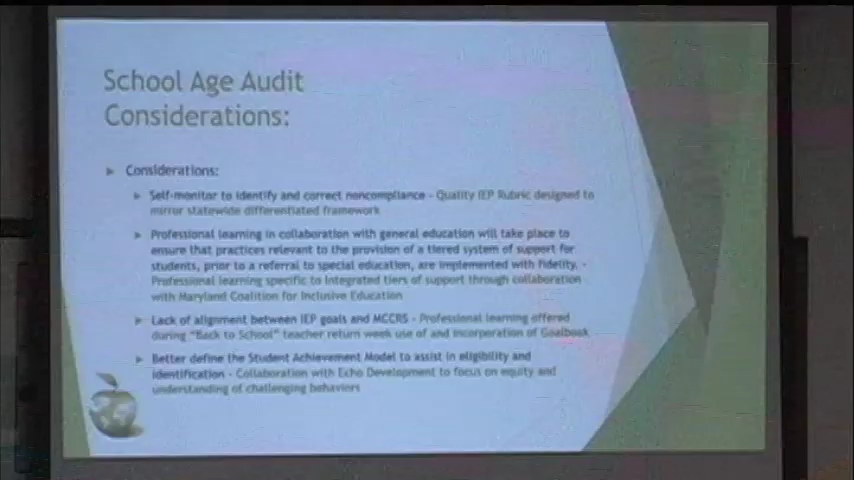 School Age Audit
Considerations:
Considerations:
Self-monitor to identify and correct noncompliance - Quality IEP Rubric designed to
mirror statewide differentiated framework
Professional learning in collaboration with general education will take place to
ensure that practices relevant to the provision of a tiered system of support for
students, prior to a referral to special education, are implemented with fidelity. -
Professional learning specific to integrated tiers of support through collaboration
with Maryland Coalition for Inclusive Education
Lack of alignment between IEP goals and MCCRS - Professional learning offered
during "Back to School" teacher return week use of and incorporation of Goalbook
Better define the Student Achievement Model to assist in eligibility and
identification - Collaboration with Echo Development to focus on equity and
understanding of challenging behaviors